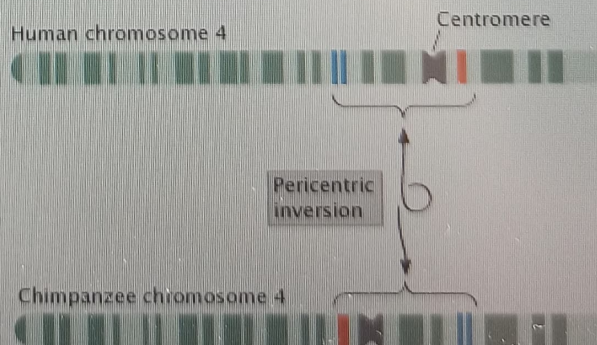 Centromere
Human chromosome 4
Pericentric
inversion
Chimpanzee chromosome 4